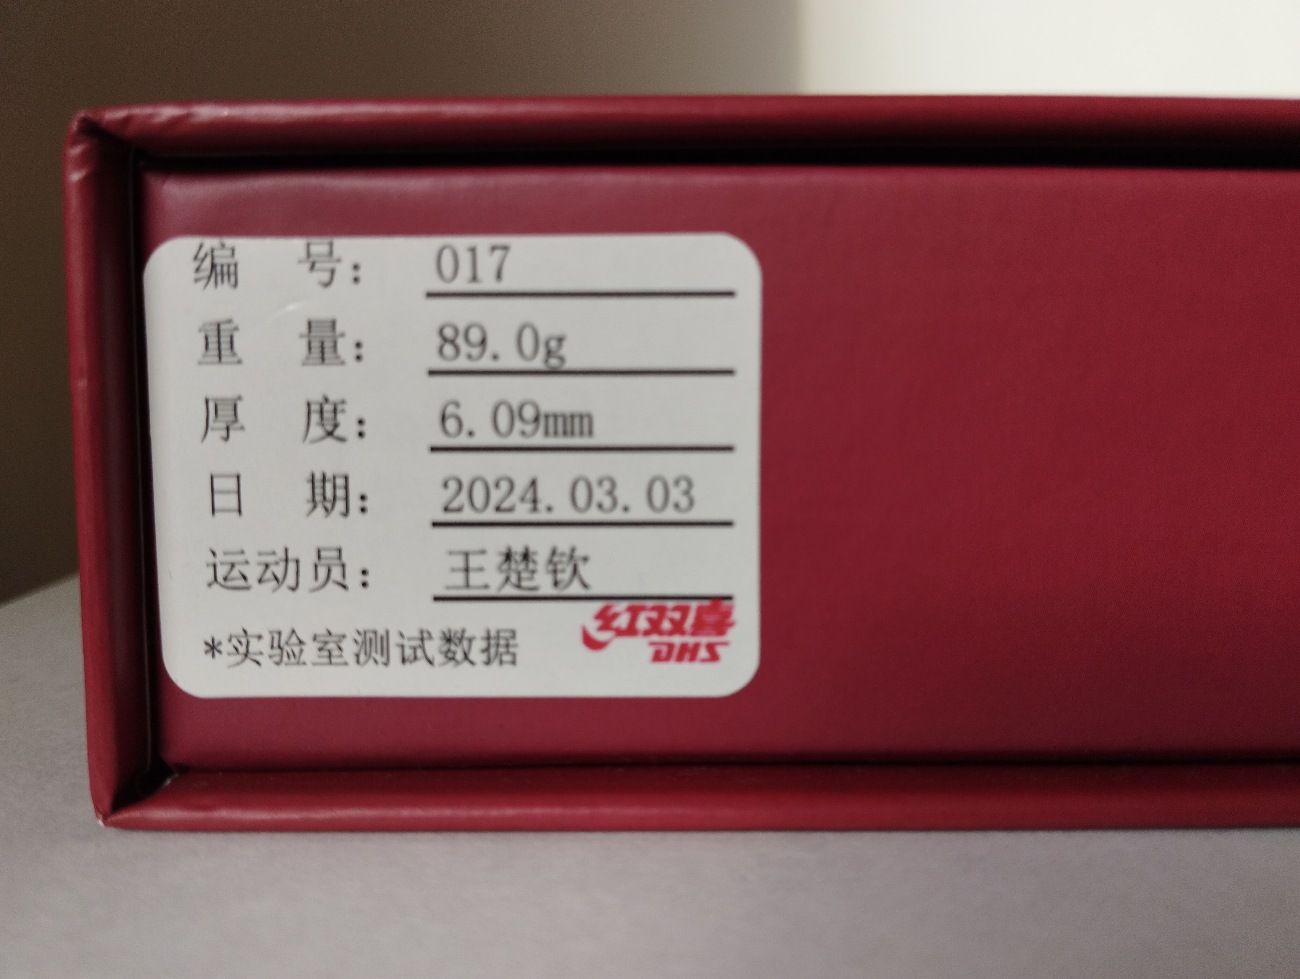 编 号： 017
重 量： 89.0g
厚 度： 6.09mm
日 期： 2024.03.03
运动员： 王楚钦
*实验室测试数据
红双喜
DHS